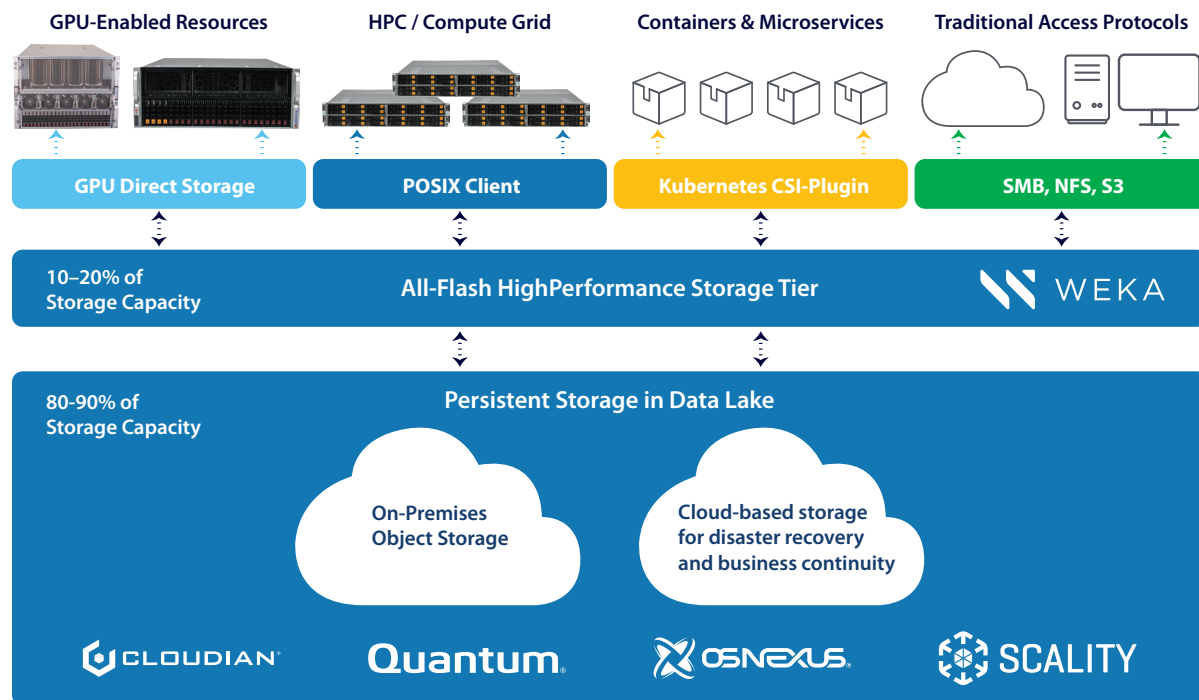 GPU-Enabled Resources
HPC / Compute Grid
Containers & Microservices
Traditional Access Protocols
GPU Direct Storage
POSIX Client
Kubernetes CSI-Plugin
SMB, NFS, S3
10–20% of
Storage Capacity
All-Flash HighPerformance Storage Tier
WEKA
80-90% of
Storage Capacity
Persistent Storage in Data Lake
On-Premises
Object Storage
Cloud-based storage
for disaster recovery
and business continuity
CLOUDIAN®
Quantum®
OSNEXUS®
SCALITY